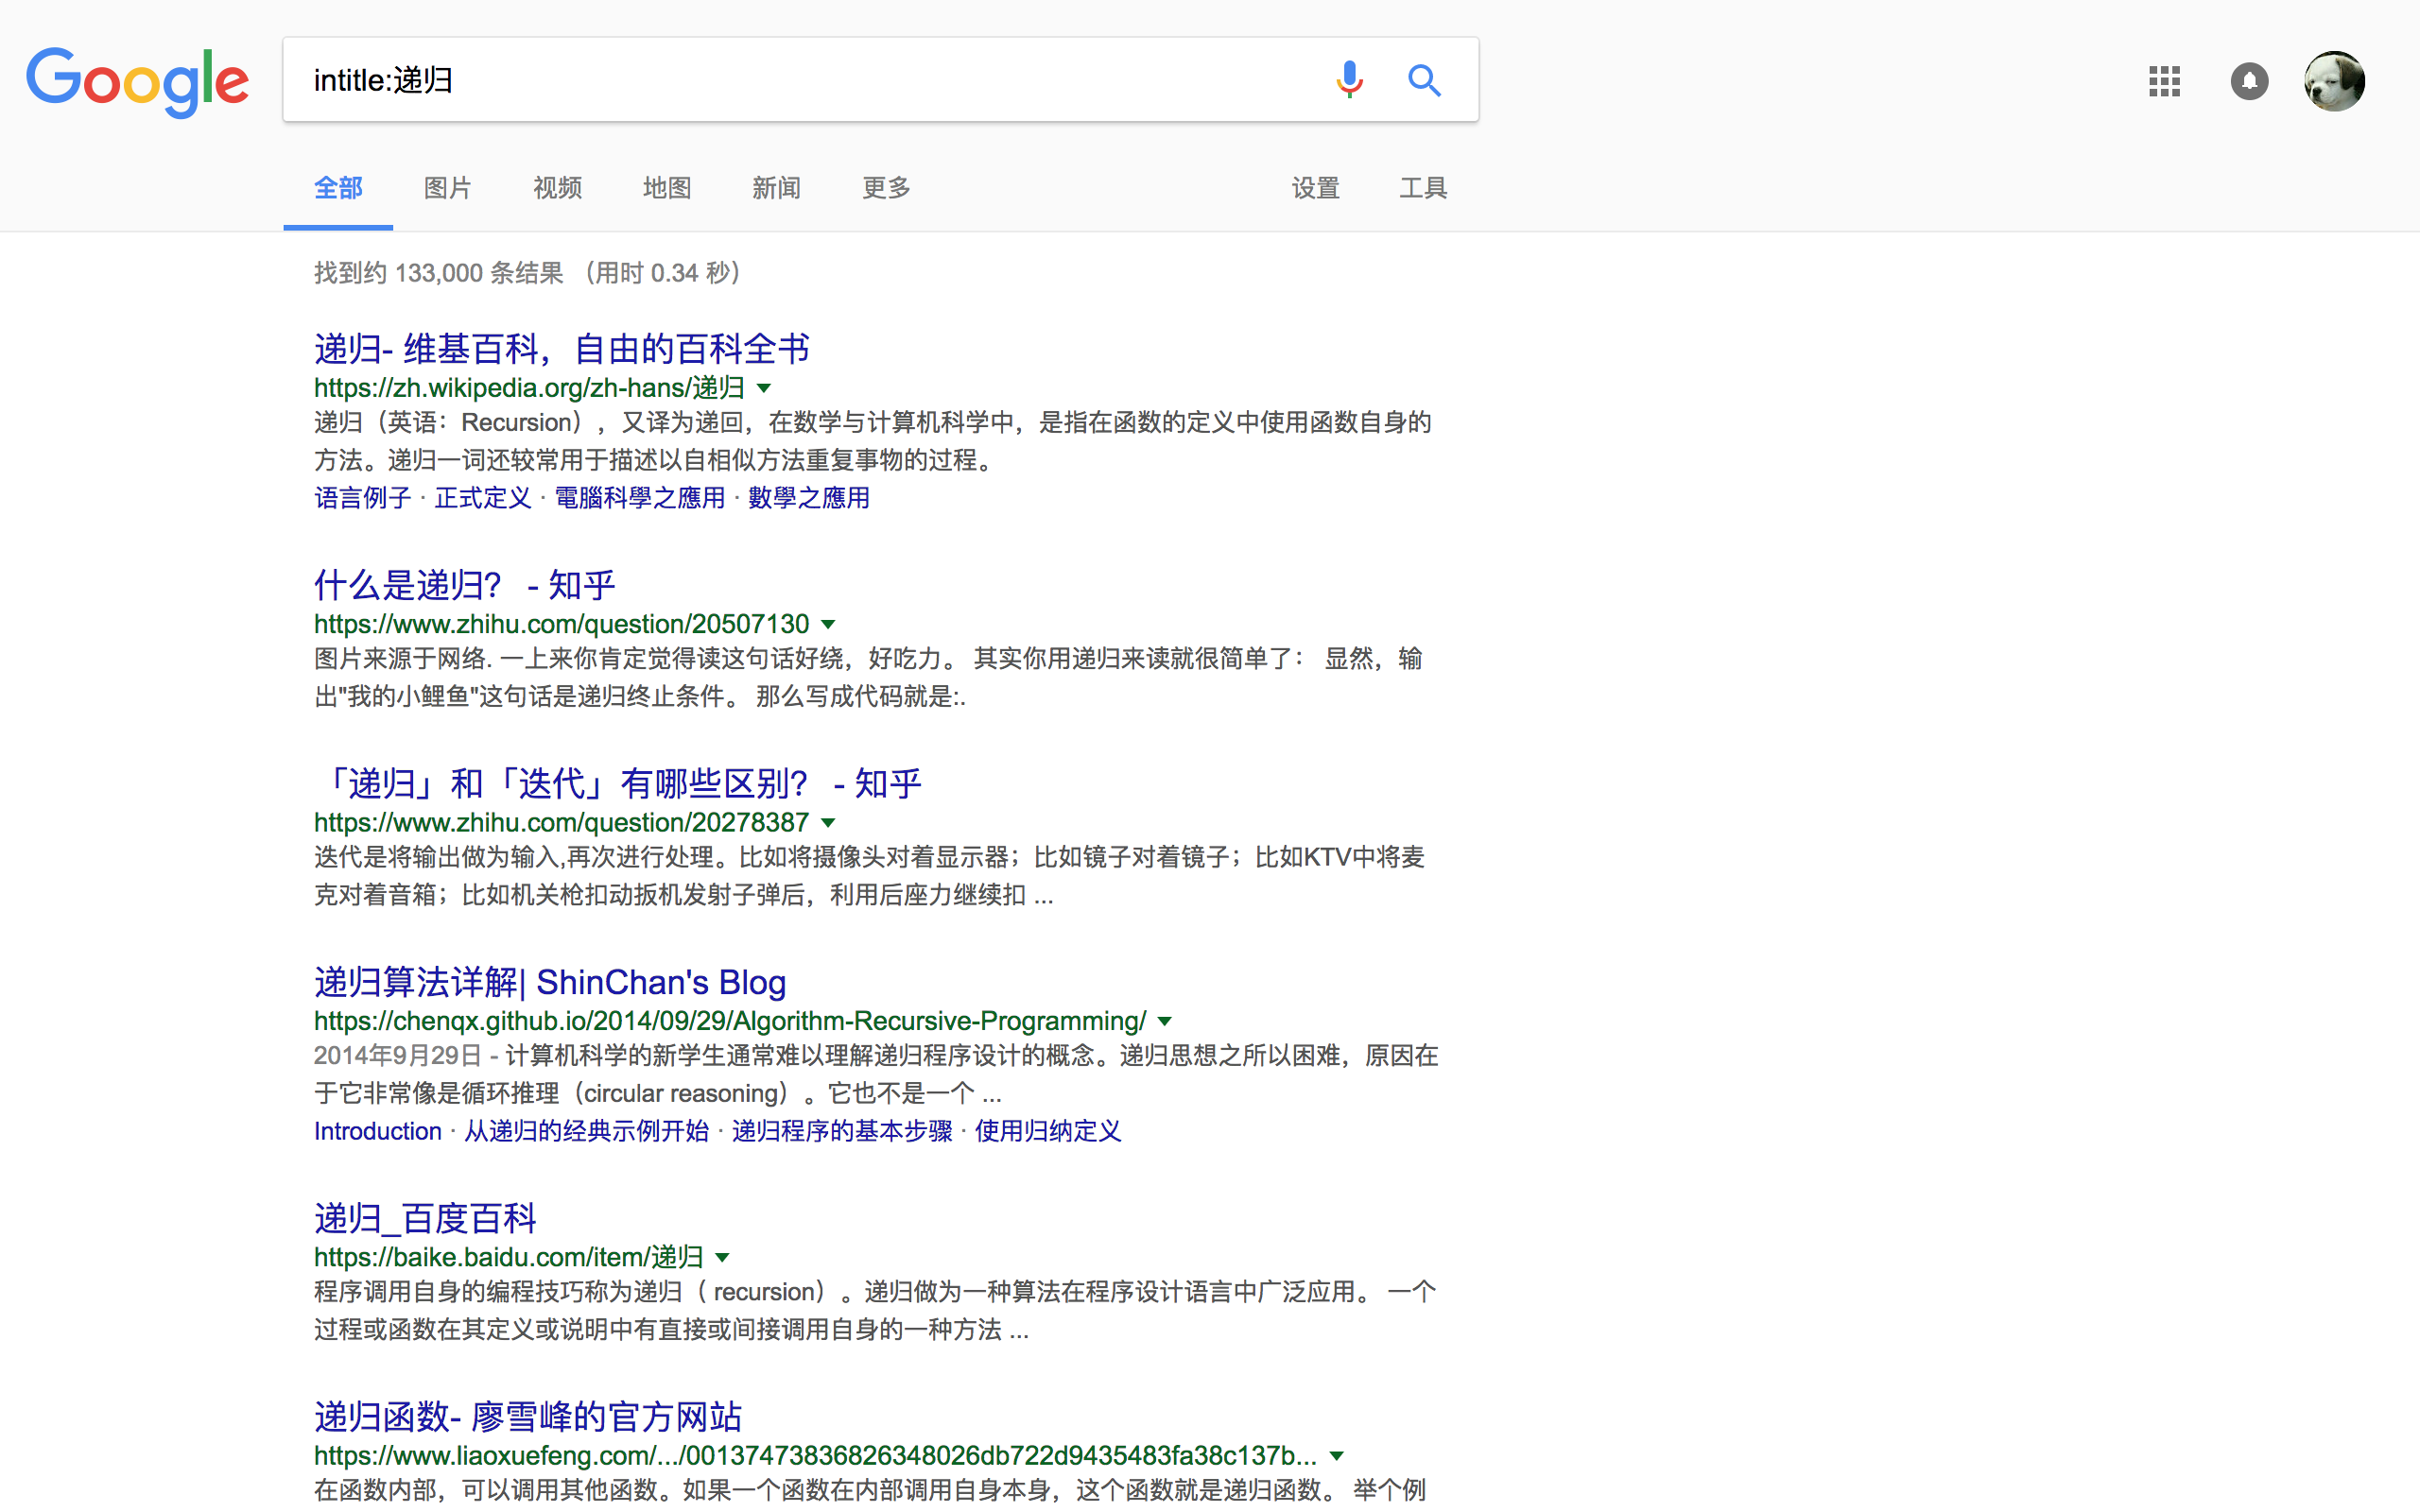 Google
intitle:递归
全部 图片 视频 地图 新闻 更多 设置 工具
找到约 133,000 条结果 （用时 0.34 秒）
递归- 维基百科，自由的百科全书
https://zh.wikipedia.org/zh-hans/递归
递归（英语：Recursion），又译为递回，在数学与计算机科学中，是指在函数的定义中使用函数自身的
方法。递归一词还较常用于描述以自相似方法重复事物的过程。
语言例子 · 正式定义 · 電腦科學之應用 · 數學之應用
什么是递归？ - 知乎
https://www.zhihu.com/question/20507130
图片来源于网络. 一上来你肯定觉得读这句话好绕，好吃力。 其实你用递归来读就很简单了： 显然，输
出"我的小鲤鱼"这句话是递归终止条件。 那么写成代码就是:.
「递归」和「迭代」有哪些区别？ - 知乎
https://www.zhihu.com/question/20278387
迭代是将输出做为输入,再次进行处理。比如将摄像头对着显示器；比如镜子对着镜子；比如KTV中将麦
克对着音箱；比如机关枪扣动扳机发射子弹后，利用后座力继续扣 ...
递归算法详解| ShinChan's Blog
https://chenqx.github.io/2014/09/29/Algorithm-Recursive-Programming/
2014年9月29日 - 计算机科学的新学生通常难以理解递归程序设计的概念。递归思想之所以困难，原因在
于它非常像是循环推理（circular reasoning）。它也不是一个 ...
Introduction · 从递归的经典示例开始 · 递归程序的基本步骤 · 使用归纳定义
递归_百度百科
https://baike.baidu.com/item/递归
程序调用自身的编程技巧称为递归（ recursion）。递归做为一种算法在程序设计语言中广泛应用。 一个
过程或函数在其定义或说明中有直接或间接调用自身的一种方法 ...
递归函数- 廖雪峰的官方网站
https://www.liaoxuefeng.com/.../00137473836826348026db722d9435483fa38c137b...
在函数内部，可以调用其他函数。如果一个函数在内部调用自身本身，这个函数就是递归函数。 举个例